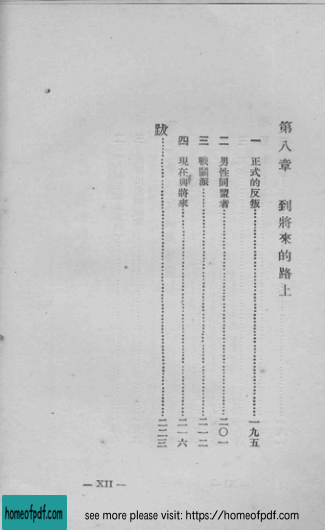 第八章 到將來的路上
一 正式的反叛……一九五
二 男性同盟者……二〇一
三 戰鬭派……二一二
四 現在與將來……二一六
跋……二二三
— XII —
homeofpdf.com
see more please visit: https://homeofpdf.com